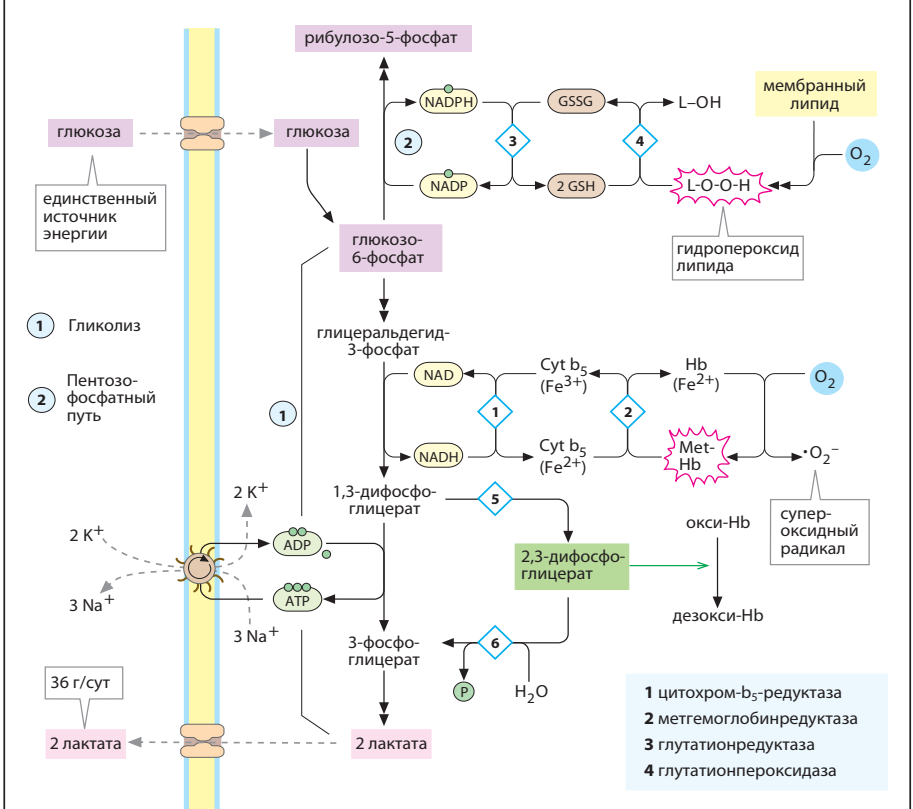 рибулозо-5-фосфат
NADPH
GSSG
L–OH
мембранный
липид
глюкоза
глюкоза
2
3
4
O2
NADP
2 GSH
L-O-O-H
единственный
источник
энергии
глюкозо-
6-фосфат
гидропероксид
липида
1 Гликолиз
глицеральдегид-
3-фосфат
2 Пентозо-
фосфатный
путь
NAD
Cyt b5
(Fe3+)
Hb
(Fe2+)
O2
1
1
2
NADH
Cyt b5
(Fe2+)
Met-
Hb
·O2–
2 K+
1,3-дифосфо-
глицерат
5
супер-
оксидный
радикал
окси-Hb
2 K+
ADP
2,3-дифосфо-
глицерат
ATP
3 Na+
3 Na+
дезокси-Hb
3-фосфо-
глицерат
6
P
H2O
36 г/сут
2 лактата
2 лактата
1 цитохром-b5-редуктаза
2 метгемоглобинредуктаза
3 глутатионредуктаза
4 глутатионпероксидаза